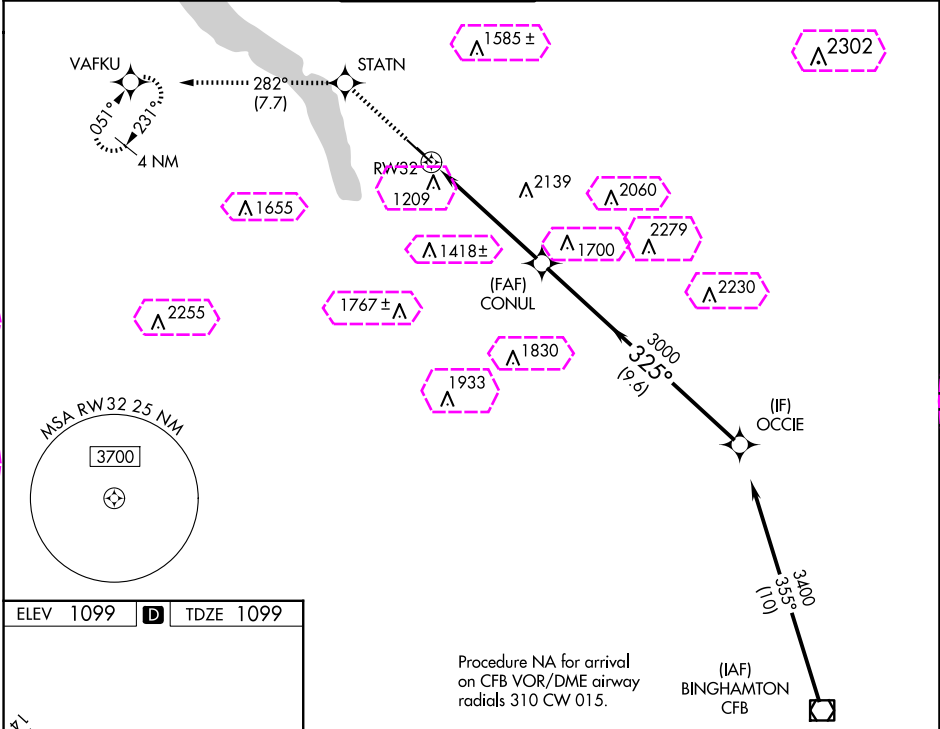 1585 ±
2302
VAFKU
STATN
282°
(7.7)
051°
231°
4 NM
RW32
1209
2139
2060
1655
1418±
1700
2279
(FAF)
CONUL
2230
2255
1767 ±
3000
325°
(9.6)
1830
1933
(IF)
OCCIE
MSA RW 32 25 NM
3700
3400
355°
(10)
ELEV 1099 D TDZE 1099
Procedure NA for arrival
on CFB VOR/DME airway
radials 310 CW 015.
(IAF)
BINGHAMTON
CFB
14